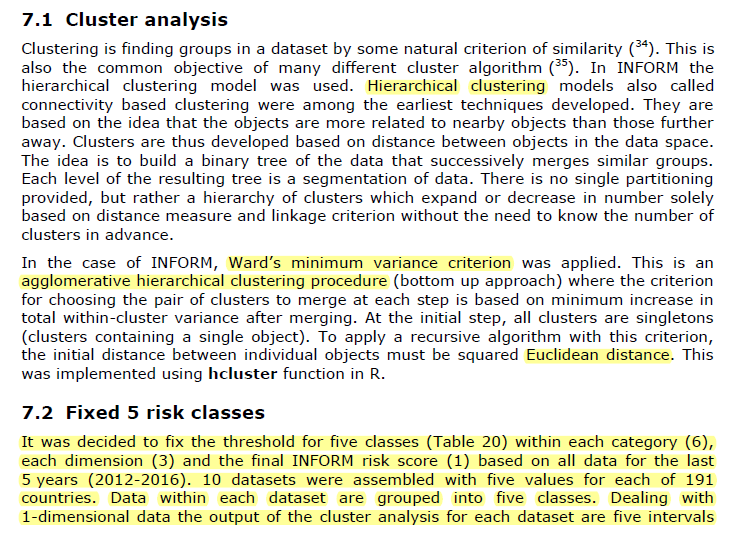 7.1 Cluster analysis
Clustering is finding groups in a dataset by some natural criterion of similarity (³⁴). This is
also the common objective of many different cluster algorithm (³⁵). In INFORM the
hierarchical clustering model was used. Hierarchical clustering models also called
connectivity based clustering were among the earliest techniques developed. They are
based on the idea that the objects are more related to nearby objects than those further
away. Clusters are thus developed based on distance between objects in the data space.
The idea is to build a binary tree of the data that successively merges similar groups.
Each level of the resulting tree is a segmentation of data. There is no single partitioning
provided, but rather a hierarchy of clusters which expand or decrease in number solely
based on distance measure and linkage criterion without the need to know the number of
clusters in advance.
In the case of INFORM, Ward's minimum variance criterion was applied. This is an
agglomerative hierarchical clustering procedure (bottom up approach) where the criterion
for choosing the pair of clusters to merge at each step is based on minimum increase in
total within-cluster variance after merging. At the initial step, all clusters are singletons
(clusters containing a single object). To apply a recursive algorithm with this criterion,
the initial distance between individual objects must be squared Euclidean distance. This
was implemented using hcluster function in R.
7.2 Fixed 5 risk classes
It was decided to fix the threshold for five classes (Table 20) within each category (6),
each dimension (3) and the final INFORM risk score (1) based on all data for the last
5 years (2012-2016). 10 datasets were assembled with five values for each of 191
countries. Data within each dataset are grouped into five classes. Dealing with
1-dimensional data the output of the cluster analysis for each dataset are five intervals